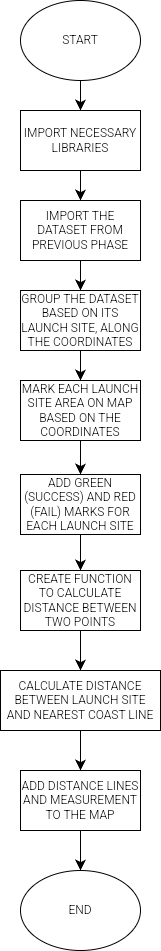 START
IMPORT NECESSARY
LIBRARIES
IMPORT THE
DATASET FROM
PREVIOUS PHASE
GROUP THE DATASET
BASED ON ITS
LAUNCH SITE, ALONG
THE COORDINATES
MARK EACH LAUNCH
SITE AREA ON MAP
BASED ON THE
COORDINATES
ADD GREEN
(SUCCESS) AND RED
(FAIL) MARKS FOR
EACH LAUNCH SITE
CREATE FUNCTION
TO CALCULATE
DISTANCE BETWEEN
TWO POINTS
CALCULATE DISTANCE
BETWEEN LAUNCH SITE
AND NEAREST COAST LINE
ADD DISTANCE LINES
AND MEASUREMENT
TO THE MAP
END